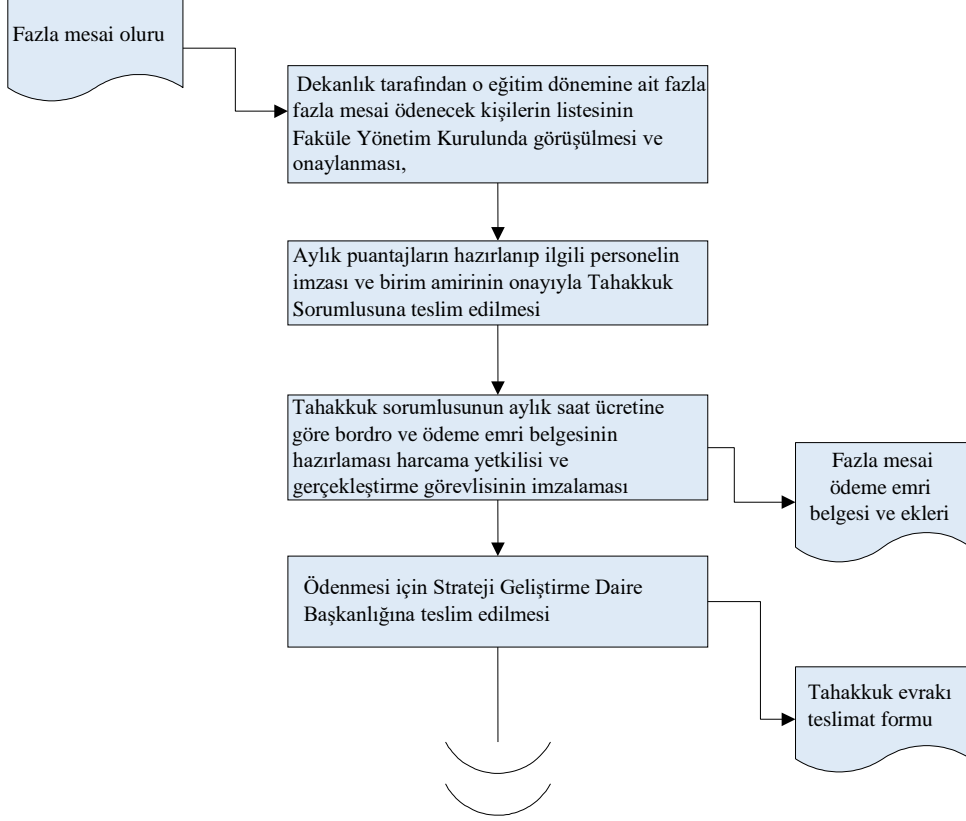 Fazla mesai oluru
Dekanlık tarafından o eğitim dönemine ait fazla
fazla mesai ödenecek kişilerin listesinin
Faküle Yönetim Kurulunda görüşülmesi ve
onaylanması,
Aylık puantajların hazırlanıp ilgili personelin
imzası ve birim amirinin onayıyla Tahakkuk
Sorumlusuna teslim edilmesi
Tahakkuk sorumlusunun aylık saat ücretine
göre bordro ve ödeme emri belgesinin
hazırlaması harcama yetkilisi ve
gerçekleştirme görevlisinin imzalaması
Fazla mesai
ödeme emri
belgesi ve ekleri
Ödenmesi için Strateji Geliştirme Daire
Başkanlığına teslim edilmesi
Tahakkuk evrakı
teslimat formu